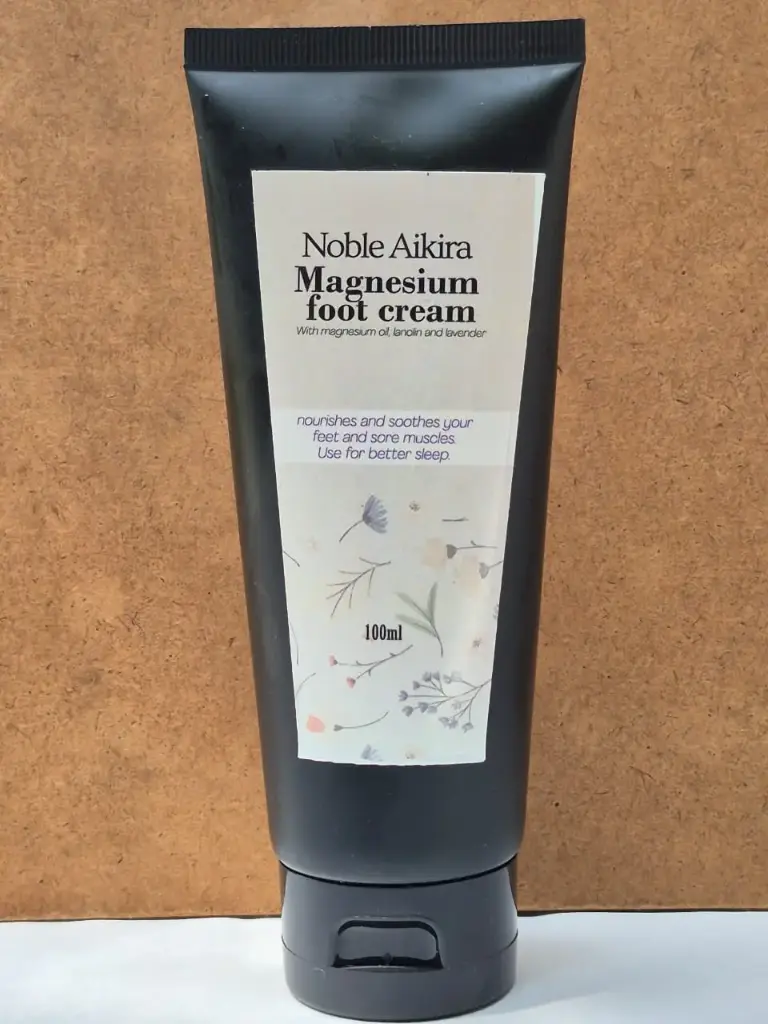 Noble Aikira
Magnesium
foot cream
With magnesium oil, lanolin and lavender
nourishes and soothes your
feet and sore muscles.
Use for better sleep.
100ml